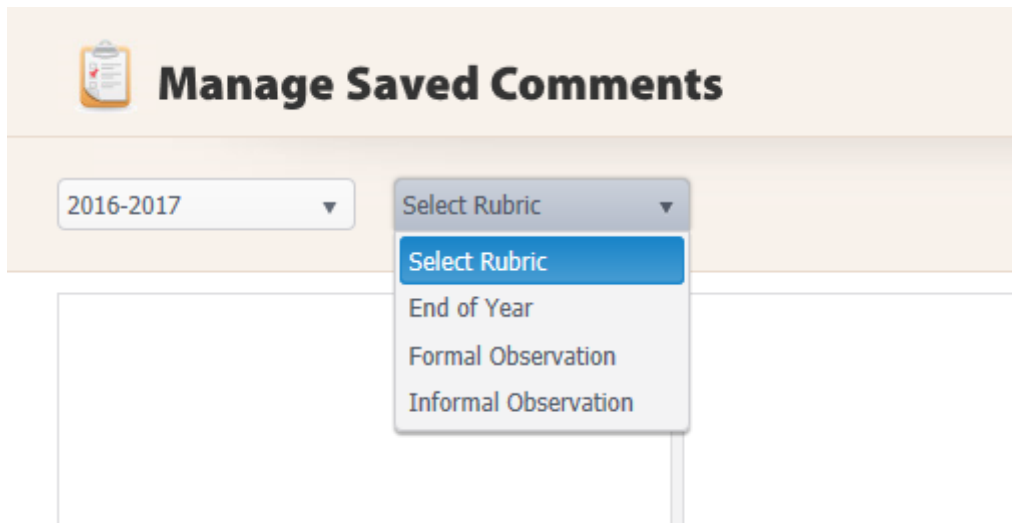 Manage Saved Comments
2016-2017 Select Rubric
Select Rubric
End of Year
Formal Observation
Informal Observation